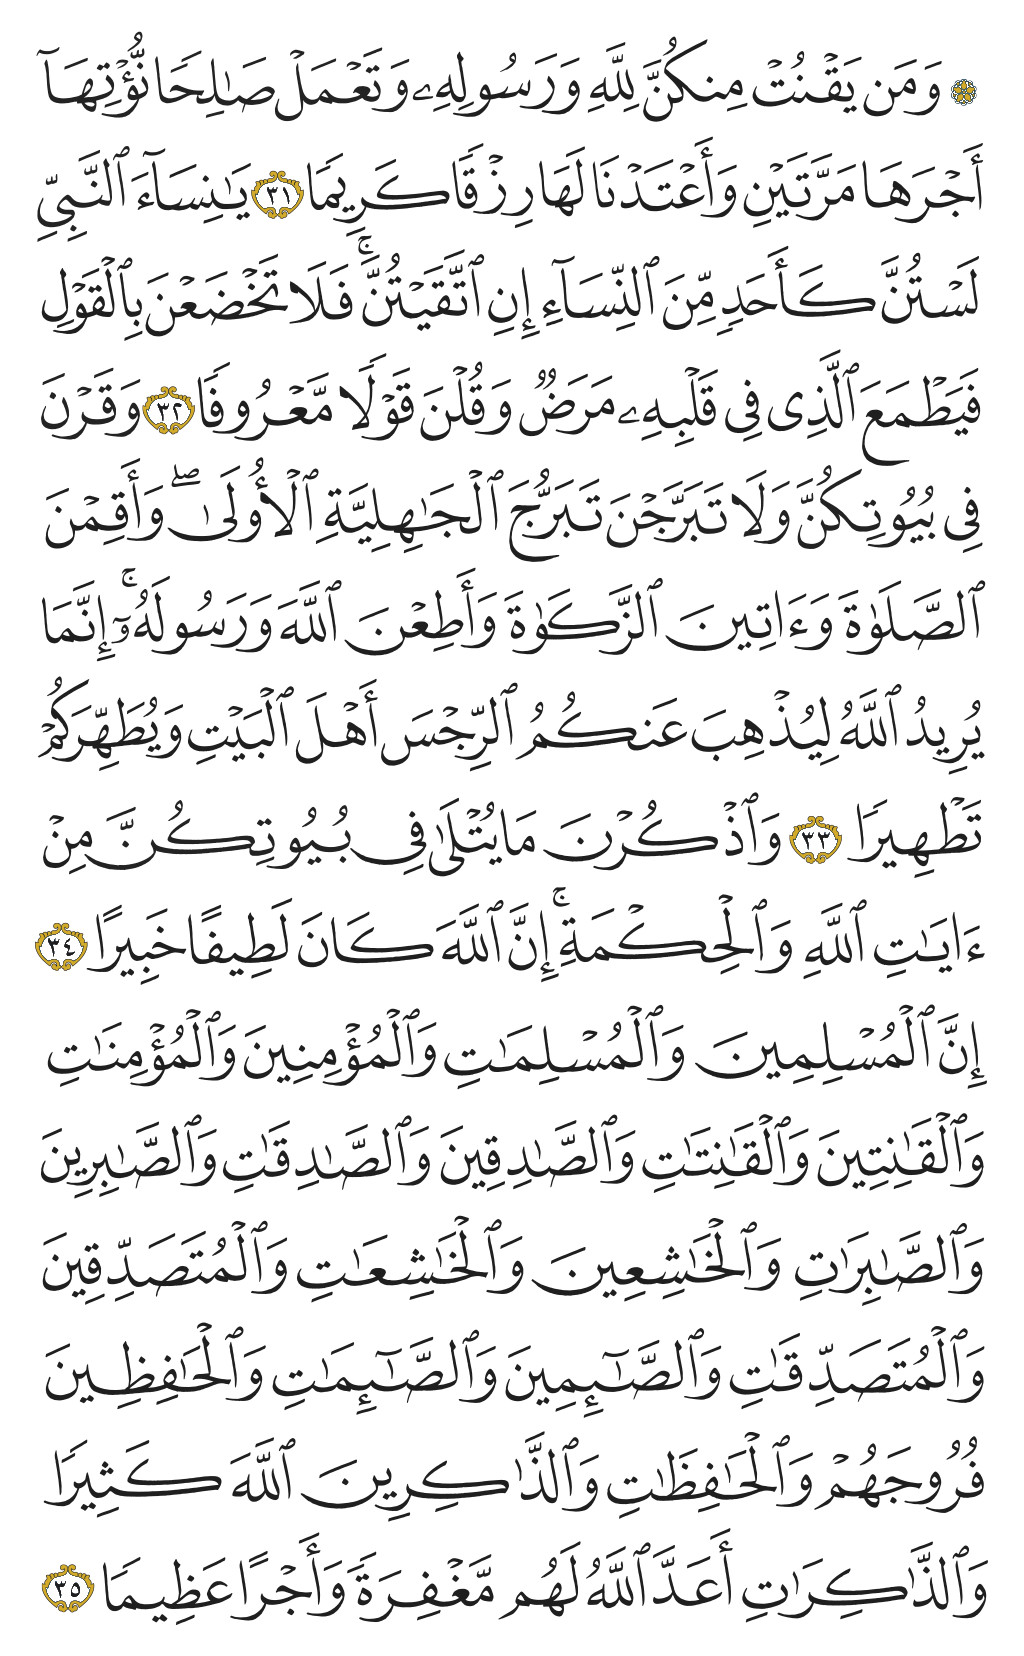 ۞ وَمَن يَقْنُتْ مِنكُنَّ لِلَّهِ وَرَسُولِهِۦ وَتَعْمَلْ صَٰلِحًا نُّؤْتِهَآ
أَجْرَهَا مَرَّتَيْنِ وَأَعْتَدْنَا لَهَا رِزْقًا كَرِيمًا ٣١ يَٰنِسَآءَ ٱلنَّبِيِّ
لَسْتُنَّ كَأَحَدٍ مِّنَ ٱلنِّسَآءِ إِنِ ٱتَّقَيْتُنَّۚ فَلَا تَخْضَعْنَ بِٱلْقَوْلِ
فَيَطْمَعَ ٱلَّذِى فِى قَلْبِهِۦ مَرَضٌ وَقُلْنَ قَوْلًا مَّعْرُوفًا ٣٢ وَقَرْنَ
فِى بُيُوتِكُنَّ وَلَا تَبَرَّجْنَ تَبَرُّجَ ٱلْجَٰهِلِيَّةِ ٱلْأُولَىٰۖ وَأَقِمْنَ
ٱلصَّلَوٰةَ وَءَاتِينَ ٱلزَّكَوٰةَ وَأَطِعْنَ ٱللَّهَ وَرَسُولَهُۥٓۚ إِنَّمَا
يُرِيدُ ٱللَّهُ لِيُذْهِبَ عَنكُمُ ٱلرِّجْسَ أَهْلَ ٱلْبَيْتِ وَيُطَهِّرَكُمْ
تَطْهِيرًا ٣٣ وَٱذْكُرْنَ مَا يُتْلَىٰ فِى بُيُوتِكُنَّ مِنْ
ءَايَٰتِ ٱللَّهِ وَٱلْحِكْمَةِۚ إِنَّ ٱللَّهَ كَانَ لَطِيفًا خَبِيرًا ٣٤
إِنَّ ٱلْمُسْلِمِينَ وَٱلْمُسْلِمَٰتِ وَٱلْمُؤْمِنِينَ وَٱلْمُؤْمِنَٰتِ
وَٱلْقَٰنِتِينَ وَٱلْقَٰنِتَٰتِ وَٱلصَّٰدِقِينَ وَٱلصَّٰدِقَٰتِ وَٱلصَّٰبِرِينَ
وَٱلصَّٰبِرَٰتِ وَٱلْخَٰشِعِينَ وَٱلْخَٰشِعَٰتِ وَٱلْمُتَصَدِّقِينَ
وَٱلْمُتَصَدِّقَٰتِ وَٱلصَّٰٓئِمِينَ وَٱلصَّٰٓئِمَٰتِ وَٱلْحَٰفِظِينَ
فُرُوجَهُمْ وَٱلْحَٰفِظَٰتِ وَٱلذَّٰكِرِينَ ٱللَّهَ كَثِيرًا
وَٱلذَّٰكِرَٰتِ أَعَدَّ ٱللَّهُ لَهُم مَّغْفِرَةً وَأَجْرًا عَظِيمًا ٣٥